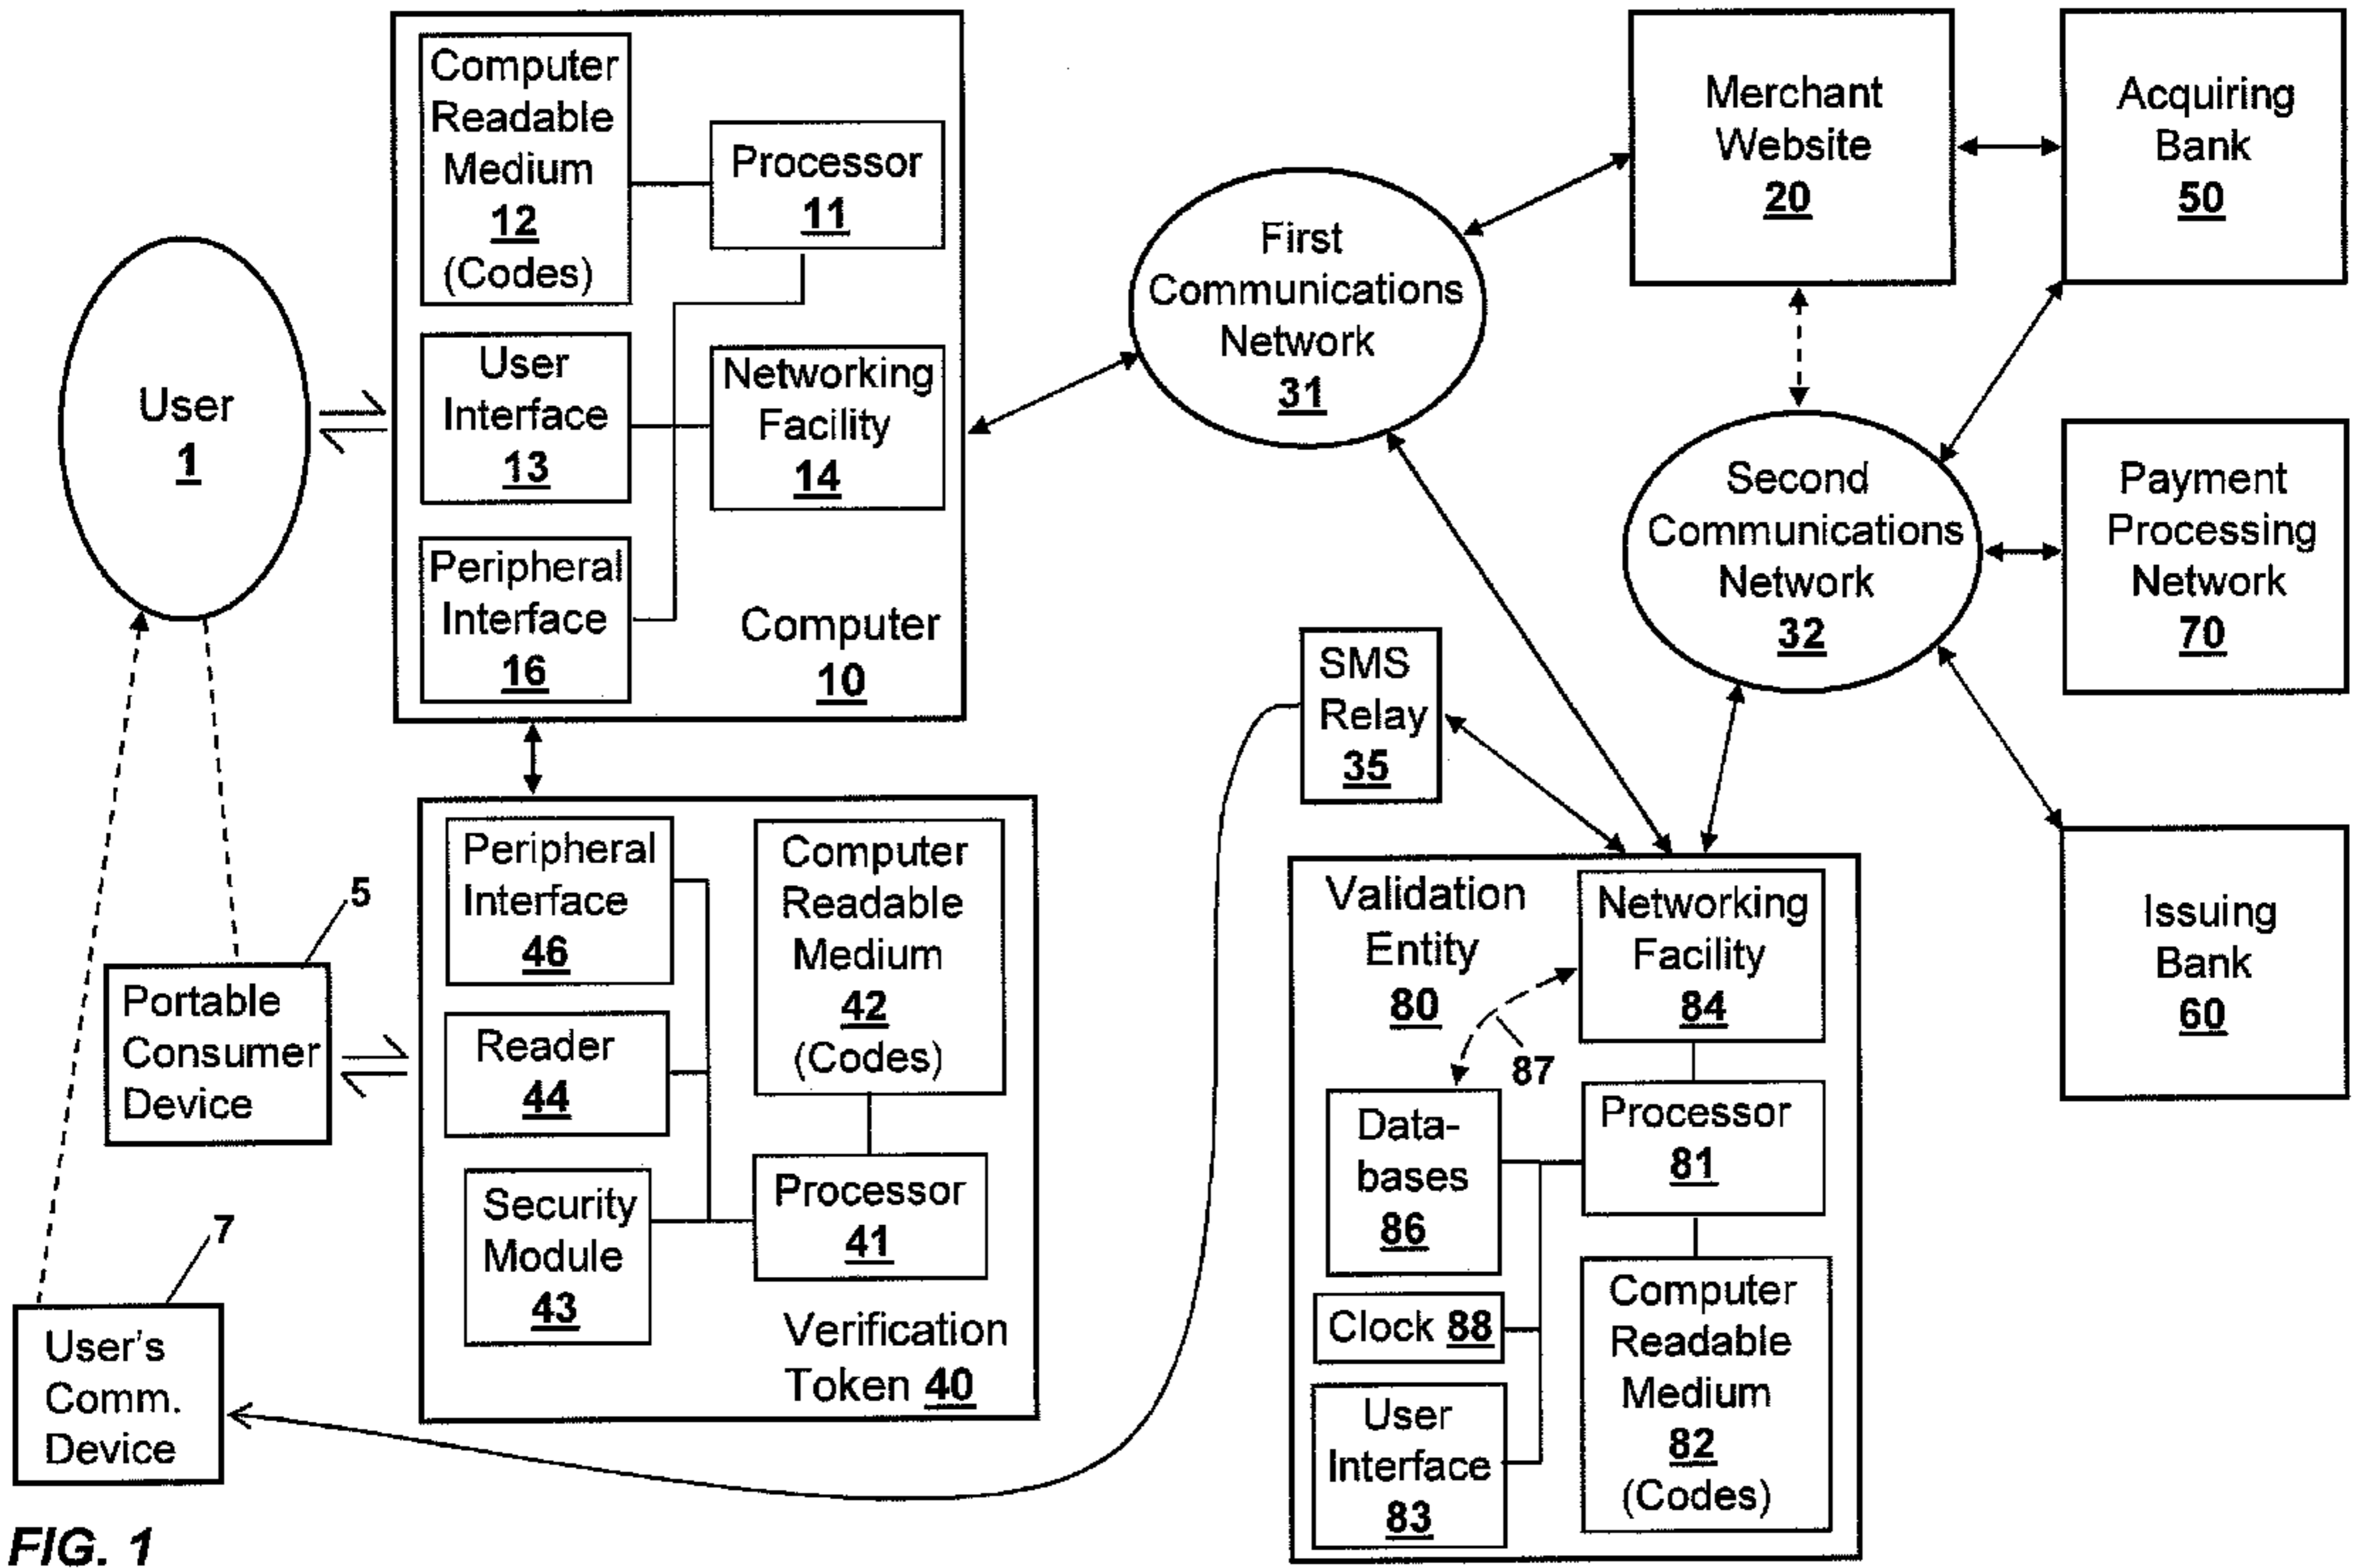 Computer
Readable
Medium
12
(Codes)
Processor
11
User
Interface
13
Networking
Facility
14
Peripheral
Interface
16
Computer
10
User
1
First
Communications
Network
31
Merchant
Website
20
Acquiring
Bank
50
Second
Communications
Network
32
Payment
Processing
Network
70
SMS
Relay
35
Issuing
Bank
60
5
Portable
Consumer
Device
7
User's
Comm.
Device
Peripheral
Interface
46
Computer
Readable
Medium
42
(Codes)
Reader
44
Security
Module
43
Processor
41
Verification
Token 40
Validation
Entity
80
Networking
Facility
84
87
Data-
bases
86
Processor
81
Clock 88
User
Interface
83
Computer
Readable
Medium
82
(Codes)
FIG. 1